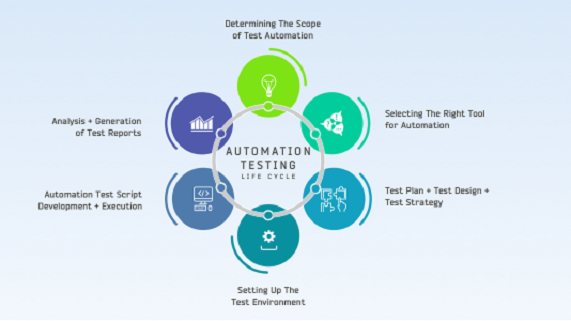 Determining The Scope
of Test Automation
Selecting The Right Tool
for Automation
Test Plan + Test Design +
Test Strategy
Setting Up The
Test Environment
Automation Test Script
Development + Execution
Analysis + Generation
of Test Reports
AUTOMATION
TESTING
LIFE CYCLE